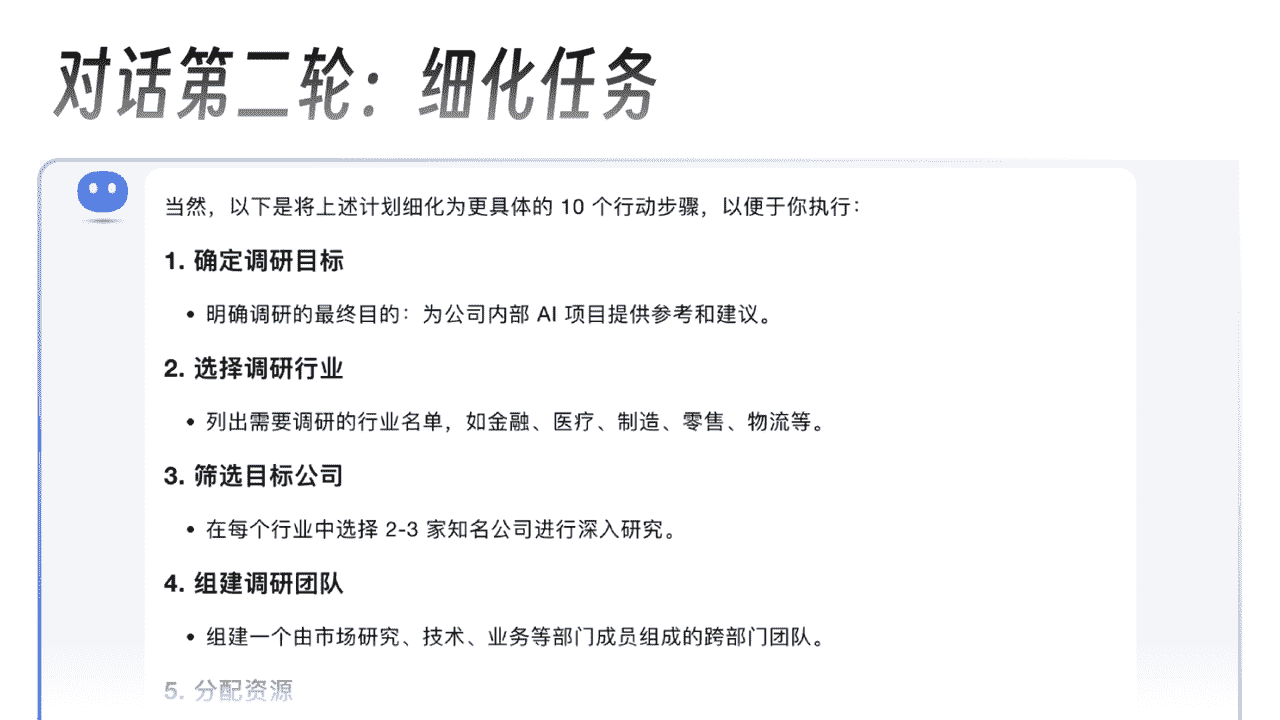 对话第二轮：细化任务
当然，以下是将上述计划细化为更具体的 10 个行动步骤，以便于你执行：
1. 确定调研目标
• 明确调研的最终目的：为公司内部 AI 项目提供参考和建议。
2. 选择调研行业
• 列出需要调研的行业名单，如金融、医疗、制造、零售、物流等。
3. 筛选目标公司
• 在每个行业中选择 2-3 家知名公司进行深入研究。
4. 组建调研团队
• 组建一个由市场研究、技术、业务等部门成员组成的跨部门团队。
5. 分配资源